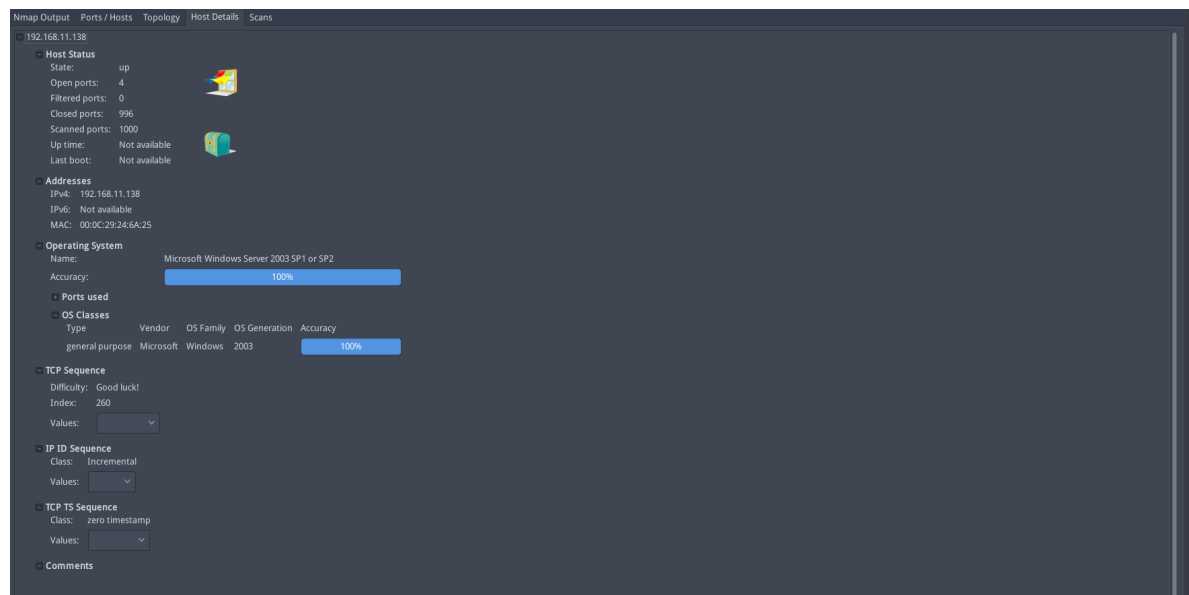 Nmap Output Ports / Hosts Topology Host Details Scans
192.168.11.138
Host Status
State: up
Open ports: 4
Filtered ports: 0
Closed ports: 996
Scanned ports: 1000
Up time: Not available
Last boot: Not available
Addresses
IPv4: 192.168.11.138
IPv6: Not available
MAC: 00:0C:29:24:6A:25
Operating System
Name: Microsoft Windows Server 2003 SP1 or SP2
Accuracy: 100%
Ports used
OS Classes
Type Vendor OS Family OS Generation Accuracy
general purpose Microsoft Windows 2003 100%
TCP Sequence
Difficulty: Good luck!
Index: 260
Values:
IP ID Sequence
Class: Incremental
Values:
TCP TS Sequence
Class: zero timestamp
Values:
Comments